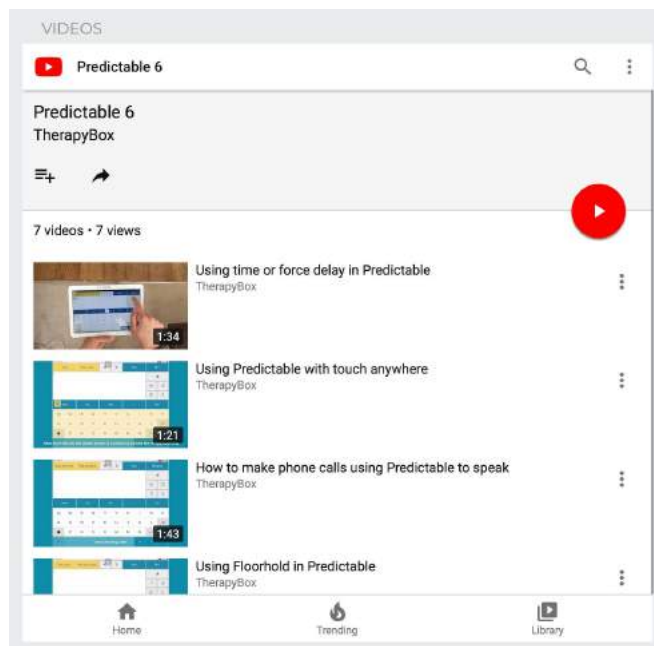 VIDEOS
Predictable 6
Predictable 6
TherapyBox
7 videos • 7 views
Using time or force delay in Predictable
TherapyBox
1:34
Using Predictable with touch anywhere
TherapyBox
1:21
How to make phone calls using Predictable to speak
TherapyBox
1:43
Using Floorhold in Predictable
TherapyBox
Home
Trending
Library